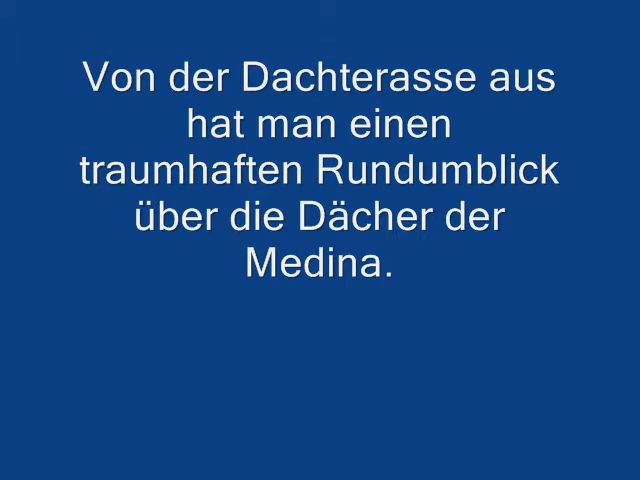 Von der Dachterasse aus
hat man einen
traumhaften Rundumblick
über die Dächer der
Medina.